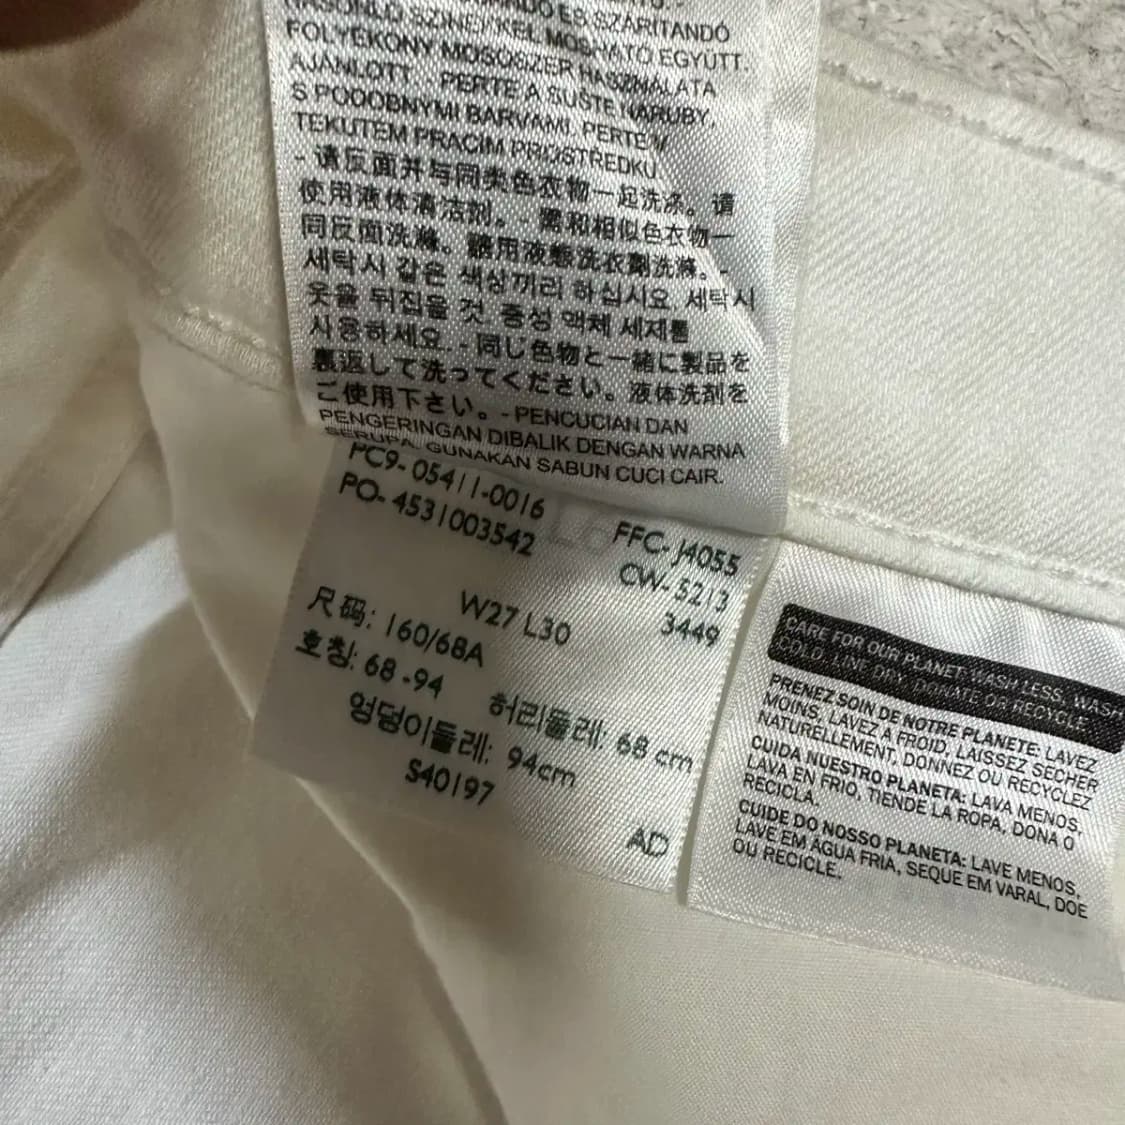 ÉS SZÁRÍTANDÓ
HASONLÓ SZÍNEKKEL MOSHATÓ EGYÜTT.
FOLYÉKONY MOSÓSZER HASZNÁLATA
AJÁNLOTT. - PERTE A SUŠTE NARUBY,
S PODOBNÝMI BARVAMI. PERTE V
TEKUTÉM PRACÍM PROSTŘEDKU.
- 请反面并与同类色衣物一起洗涤。请
使用液体清洁剂。- 需和相似色衣物一
同反面洗滌。請用液態洗衣劑洗滌。-
세탁시 같은 색상끼리 하십시요. 세탁시
옷을 뒤집을 것 중성 액체 세제를
시용하세요. - 同じ色物と一緒に製品を
裏返して洗ってください。液体洗剤を
ご使用下さい。- PENCUCIAN DAN
PENGERINGAN DIBALIK DENGAN WARNA
SERUPA. GUNAKAN SABUN CUCI CAIR.
PC9- 05411-0016
PO- 4531003542
FFC- J4055
CW- 5213
3449
W27 L30
尺码: 160/68A
호칭: 68 -94
허리둘레: 68 cm
엉덩이둘레: 94cm
S40197
AD
CARE FOR OUR PLANET: WASH LESS, WASH
COLD, LINE DRY, DONATE OR RECYCLE
PRENEZ SOIN DE NOTRE PLANETE: LAVEZ
MOINS, LAVEZ A FROID, LAISSEZ SÉCHER
NATURELLEMENT, DONNEZ OU RECYCLEZ
CUIDA NUESTRO PLANETA: LAVA MENOS,
LAVA EN FRIO, TIENDE LA ROPA, DONA O
RECICLA.
CUIDE DO NOSSO PLANETA: LAVE MENOS,
LAVE EM AGUA FRIA, SEQUE EM VARAL, DOE
OU RECICLE.